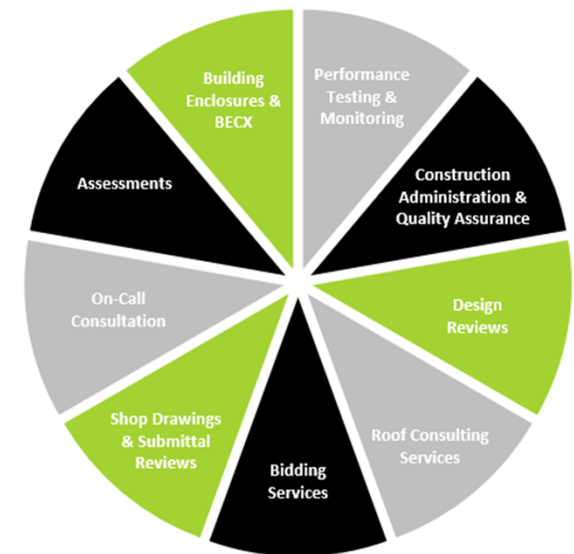 Performance
Testing &
Monitoring
Construction
Administration &
Quality Assurance
Design
Reviews
Roof Consulting
Services
Bidding
Services
Shop Drawings
& Submittal
Reviews
On-Call
Consultation
Assessments
Building
Enclosures &
BECX